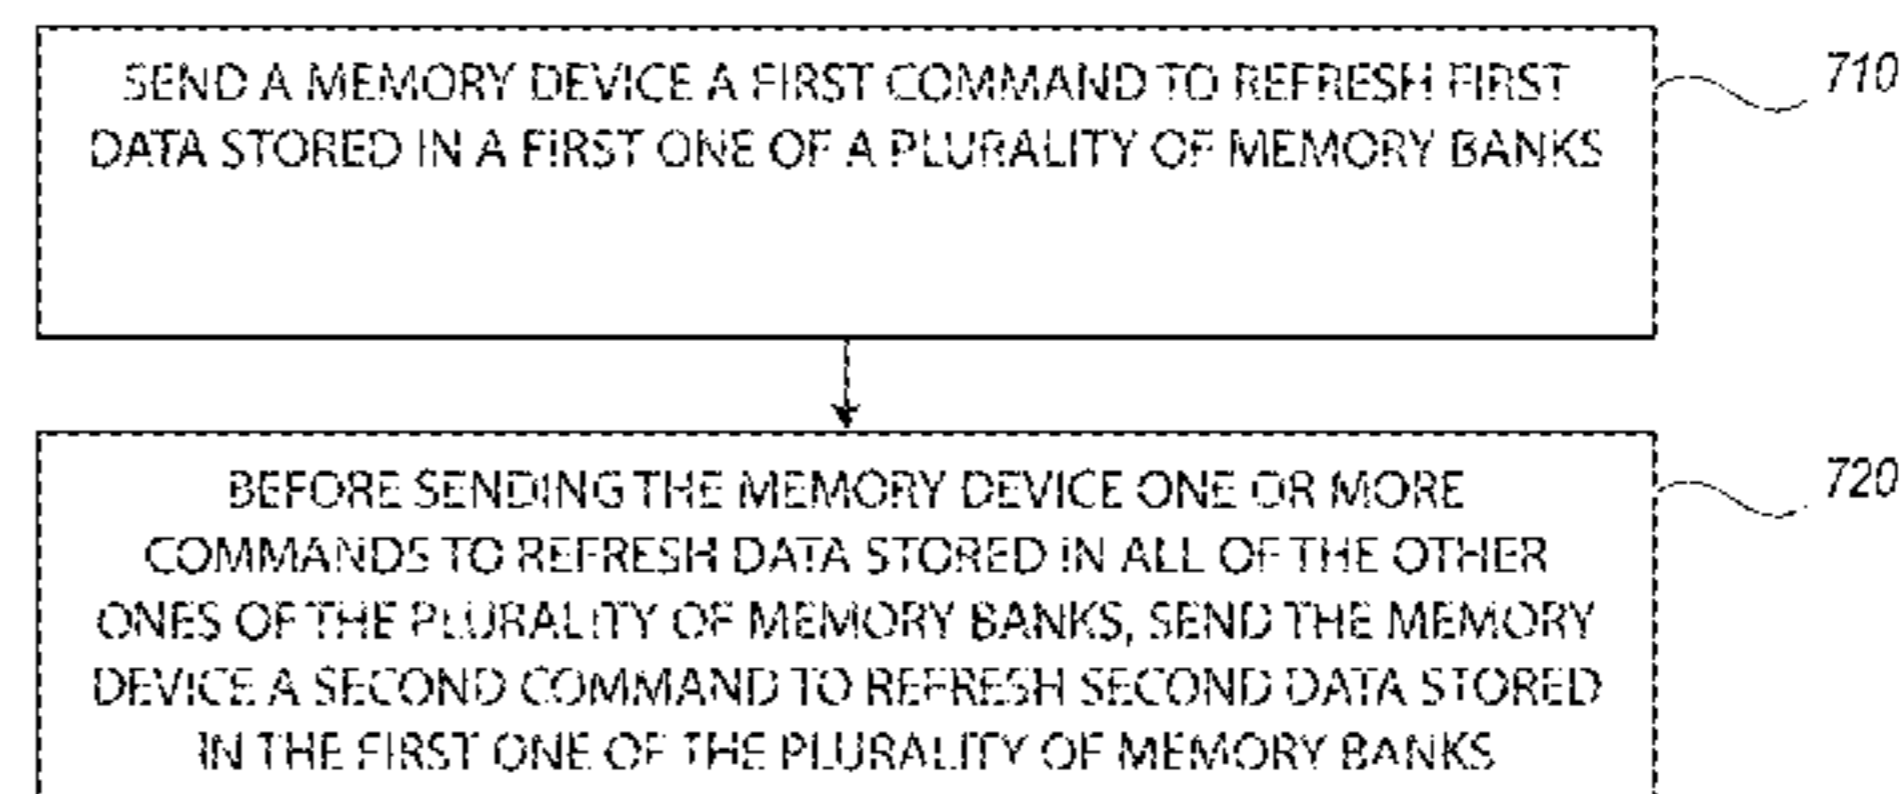 SEND A MEMORY DEVICE A FIRST COMMAND TO REFRESH FIRST
DATA STORED IN A FIRST ONE OF A PLURALITY OF MEMORY BANKS
710
BEFORE SENDING THE MEMORY DEVICE ONE OR MORE
COMMANDS TO REFRESH DATA STORED IN ALL OF THE OTHER
ONES OF THE PLURALITY OF MEMORY BANKS, SEND THE MEMORY
DEVICE A SECOND COMMAND TO REFRESH SECOND DATA STORED
IN THE FIRST ONE OF THE PLURALITY OF MEMORY BANKS
720